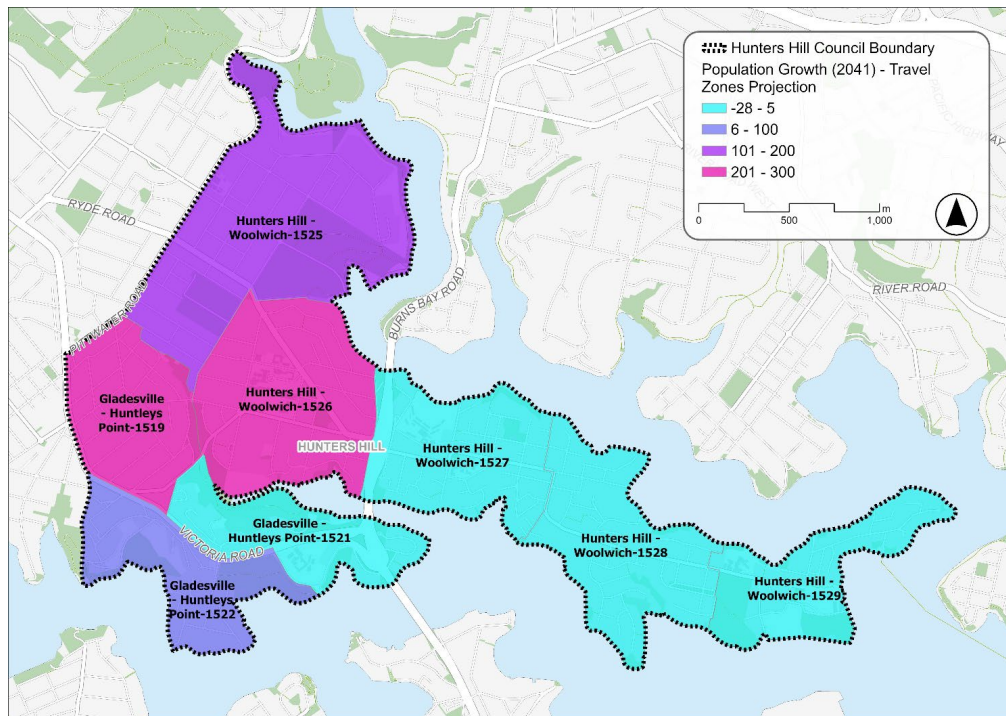 Hunters Hill Council Boundary
Population Growth (2041) - Travel
Zones Projection
-28 - 5
6 - 100
101 - 200
201 - 300
m
0 500 1,000
RYDE ROAD
Hunters Hill -
Woolwich-1525
PITTWATER ROAD
BURNS BAY ROAD
RIVER ROAD
Gladesville
- Huntleys
Point-1519
Hunters Hill -
Woolwich-1526
HUNTERS HILL
Hunters Hill -
Woolwich-1527
Gladesville -
Huntleys Point-1521
VICTORIA ROAD
Hunters Hill -
Woolwich-1528
Gladesville
- Huntleys
Point-1522
Hunters Hill -
Woolwich-1529